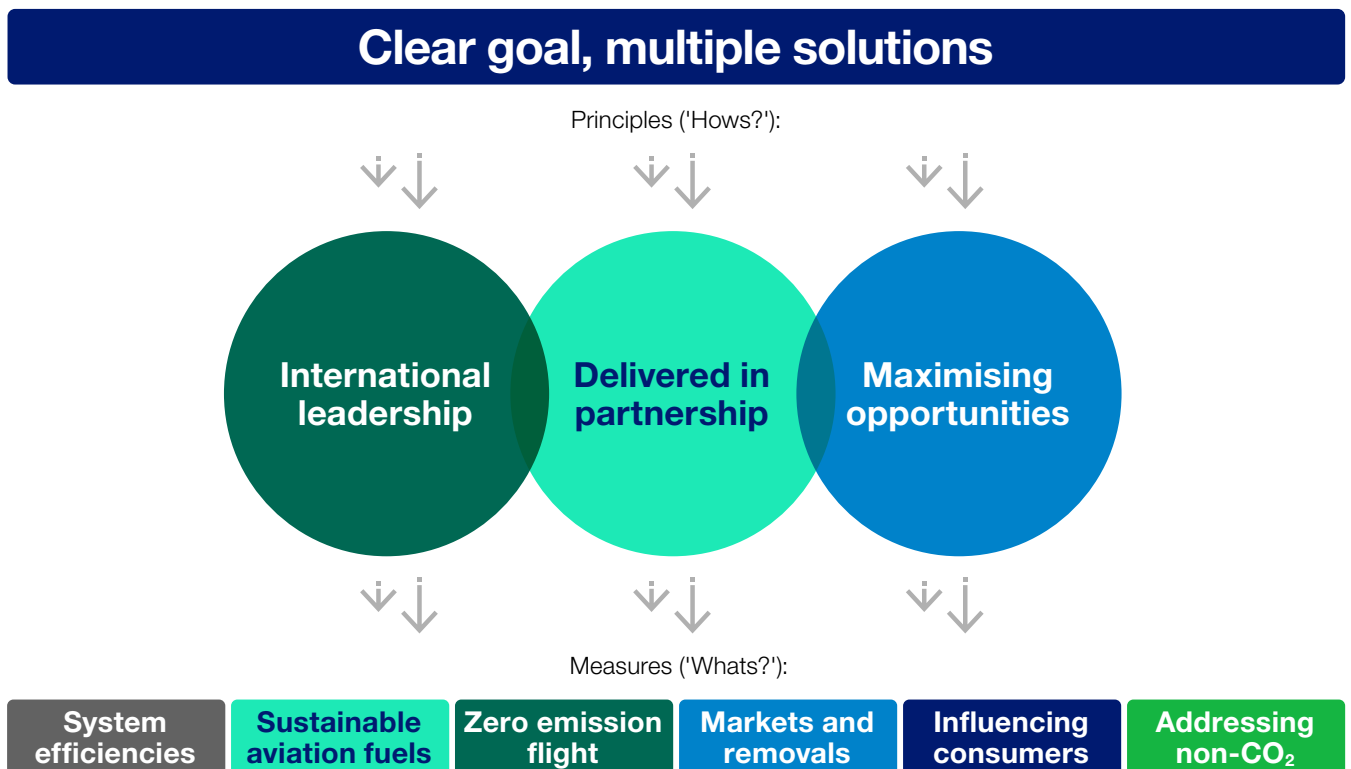 Clear goal, multiple solutions
Principles ('Hows?'):
International
leadership
Delivered in
partnership
Maximising
opportunities
Measures ('Whats?'):
System
efficiencies
Sustainable
aviation fuels
Zero emission
flight
Markets and
removals
Influencing
consumers
Addressing
non-CO₂